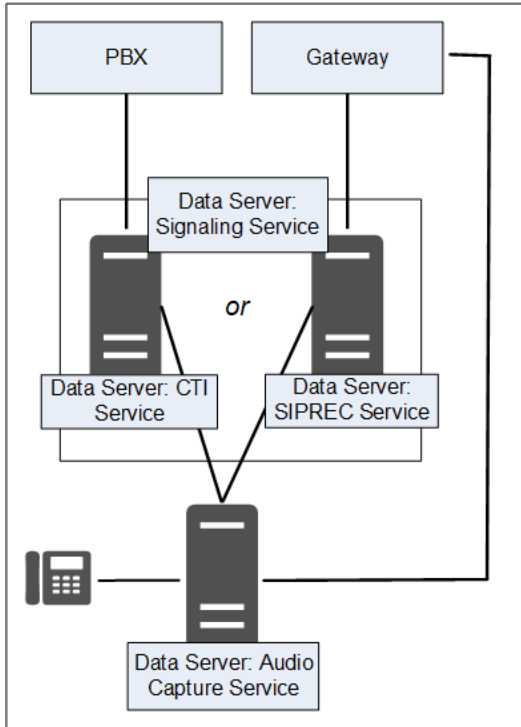 PBX
Gateway
Data Server:
Signaling Service
or
Data Server: CTI
Service
Data Server:
SIPREC Service
Data Server: Audio
Capture Service